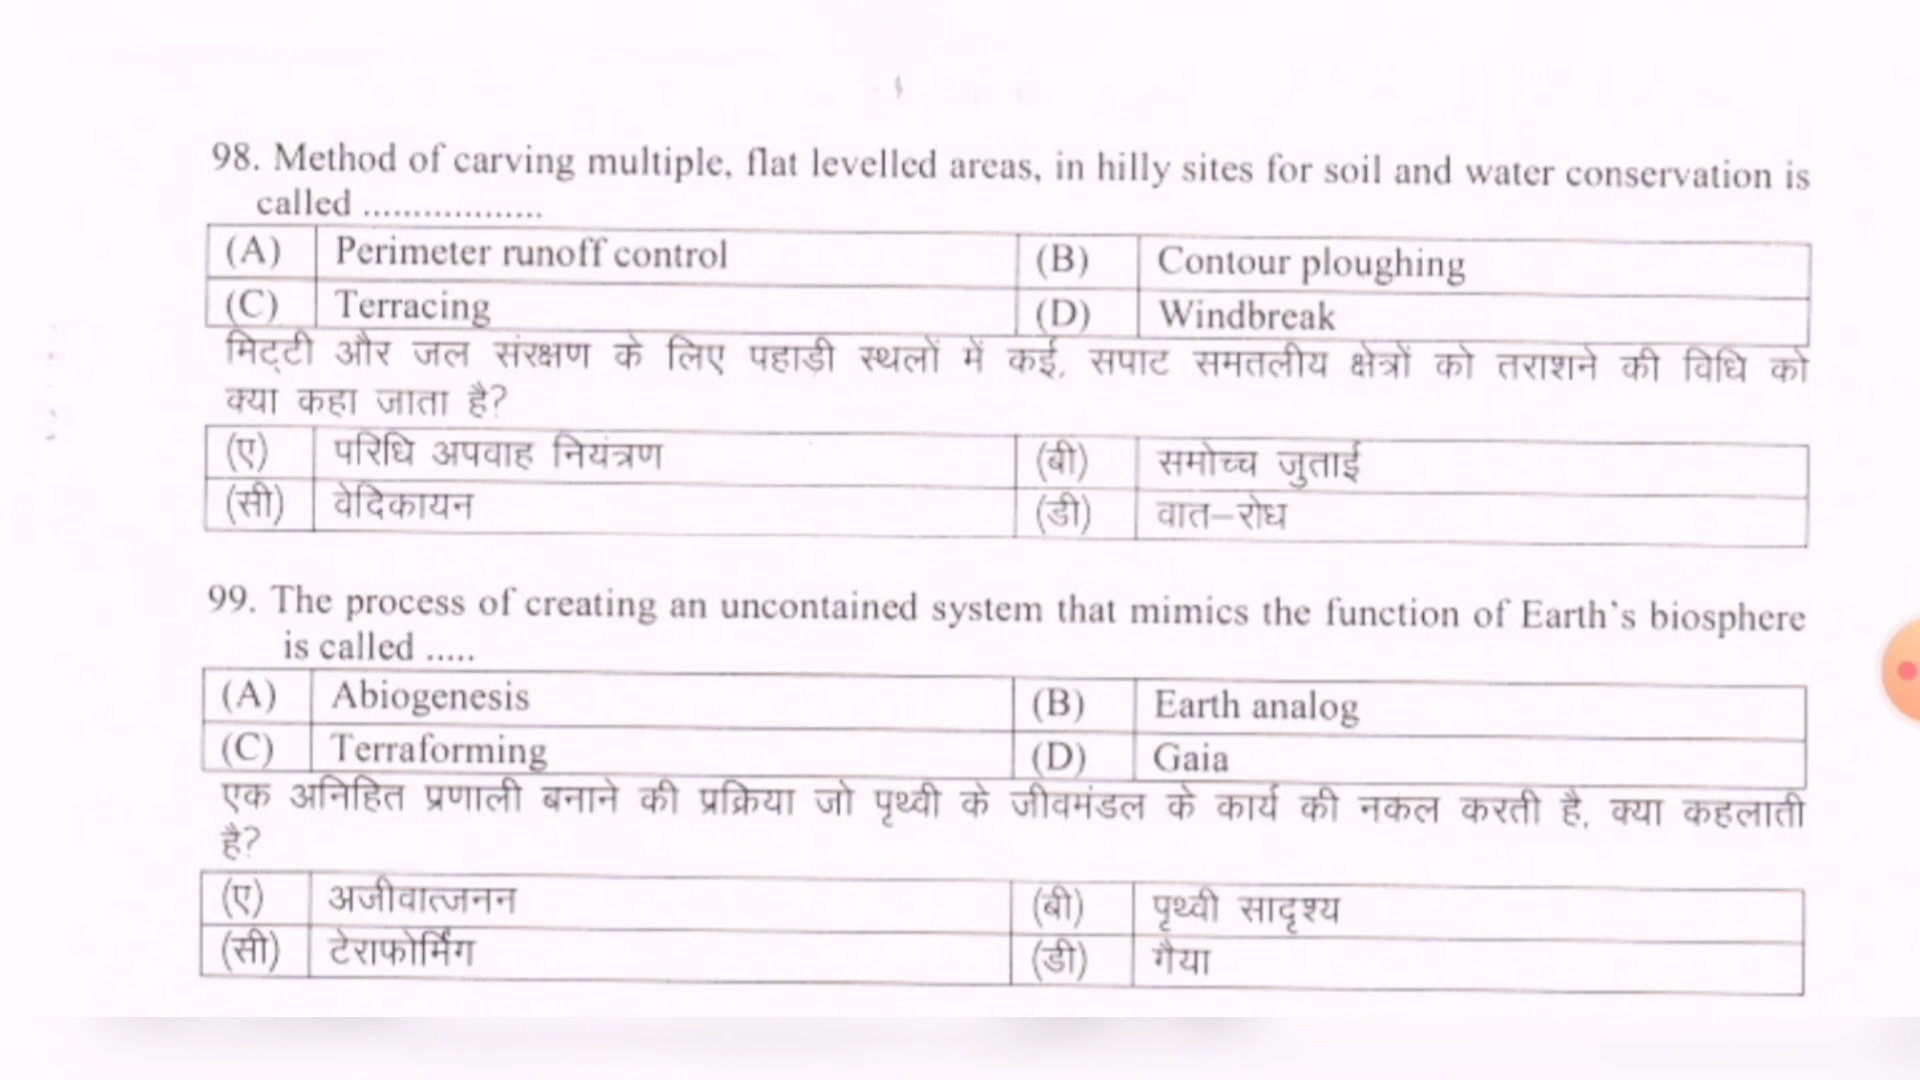 98. Method of carving multiple, flat levelled areas, in hilly sites for soil and water conservation is
called ..................
(A) Perimeter runoff control (B) Contour ploughing
(C) Terracing (D) Windbreak
मिट्टी और जल संरक्षण के लिए पहाड़ी स्थलों में कई, सपाट समतलीय क्षेत्रों को तराशने की विधि को
क्या कहा जाता है?
(ए) परिधि अपवाह नियंत्रण (बी) समोच्च जुताई
(सी) वेदिकायन (डी) वात–रोध
99. The process of creating an uncontained system that mimics the function of Earth's biosphere
is called .....
(A) Abiogenesis (B) Earth analog
(C) Terraforming (D) Gaia
एक अनिहित प्रणाली बनाने की प्रक्रिया जो पृथ्वी के जीवमंडल के कार्य की नकल करती है, क्या कहलाती
है?
(ए) अजीवात्जनन (बी) पृथ्वी सादृश्य
(सी) टेराफोर्मिंग (डी) गैया